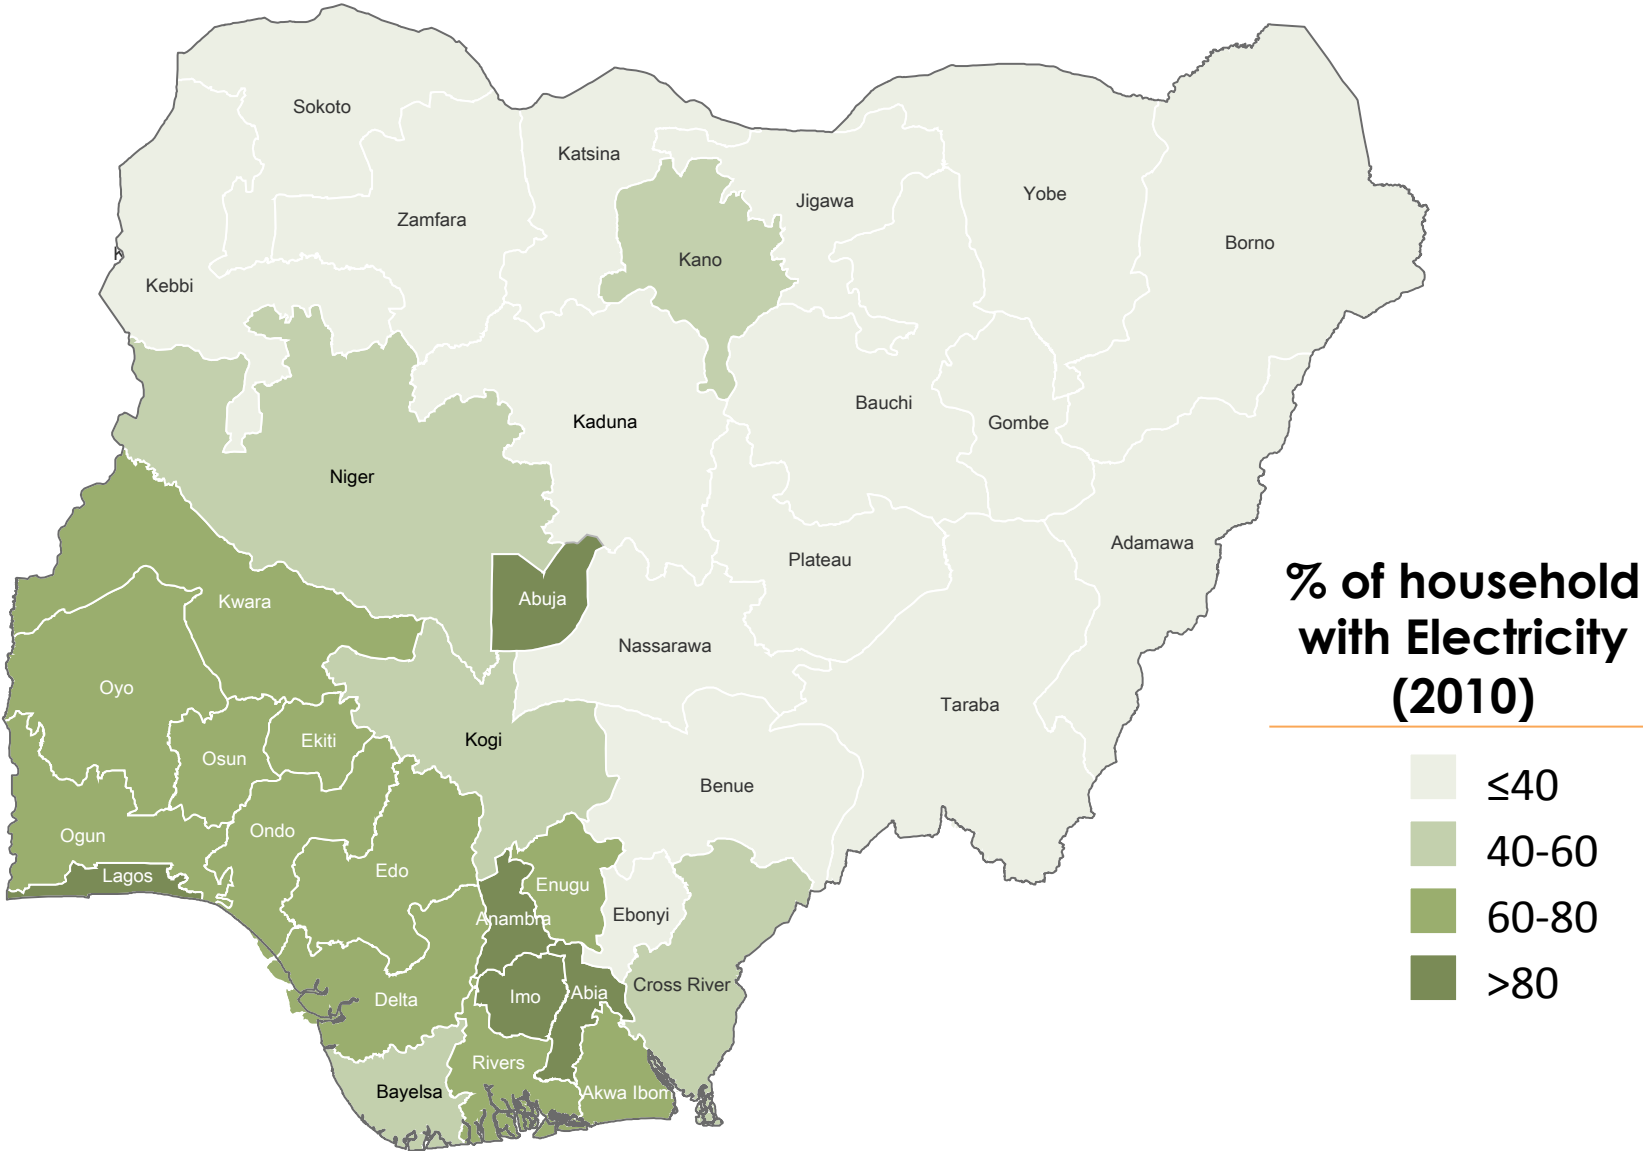 Sokoto
Katsina
Jigawa
Yobe
Zamfara
Borno
Kano
K
Kebbi
Bauchi
Kaduna
Gombe
Niger
Adamawa
Plateau
Abuja
Kwara
Nassarawa
Oyo
Taraba
Ekiti
Kogi
Osun
Benue
Ondo
Ogun
Edo
Lagos
Enugu
Ebonyi
Anambra
Cross River
Abia
Imo
Delta
Rivers
Bayelsa
Akwa Ibom
% of household
with Electricity
(2010)
≤40
40-60
60-80
>80